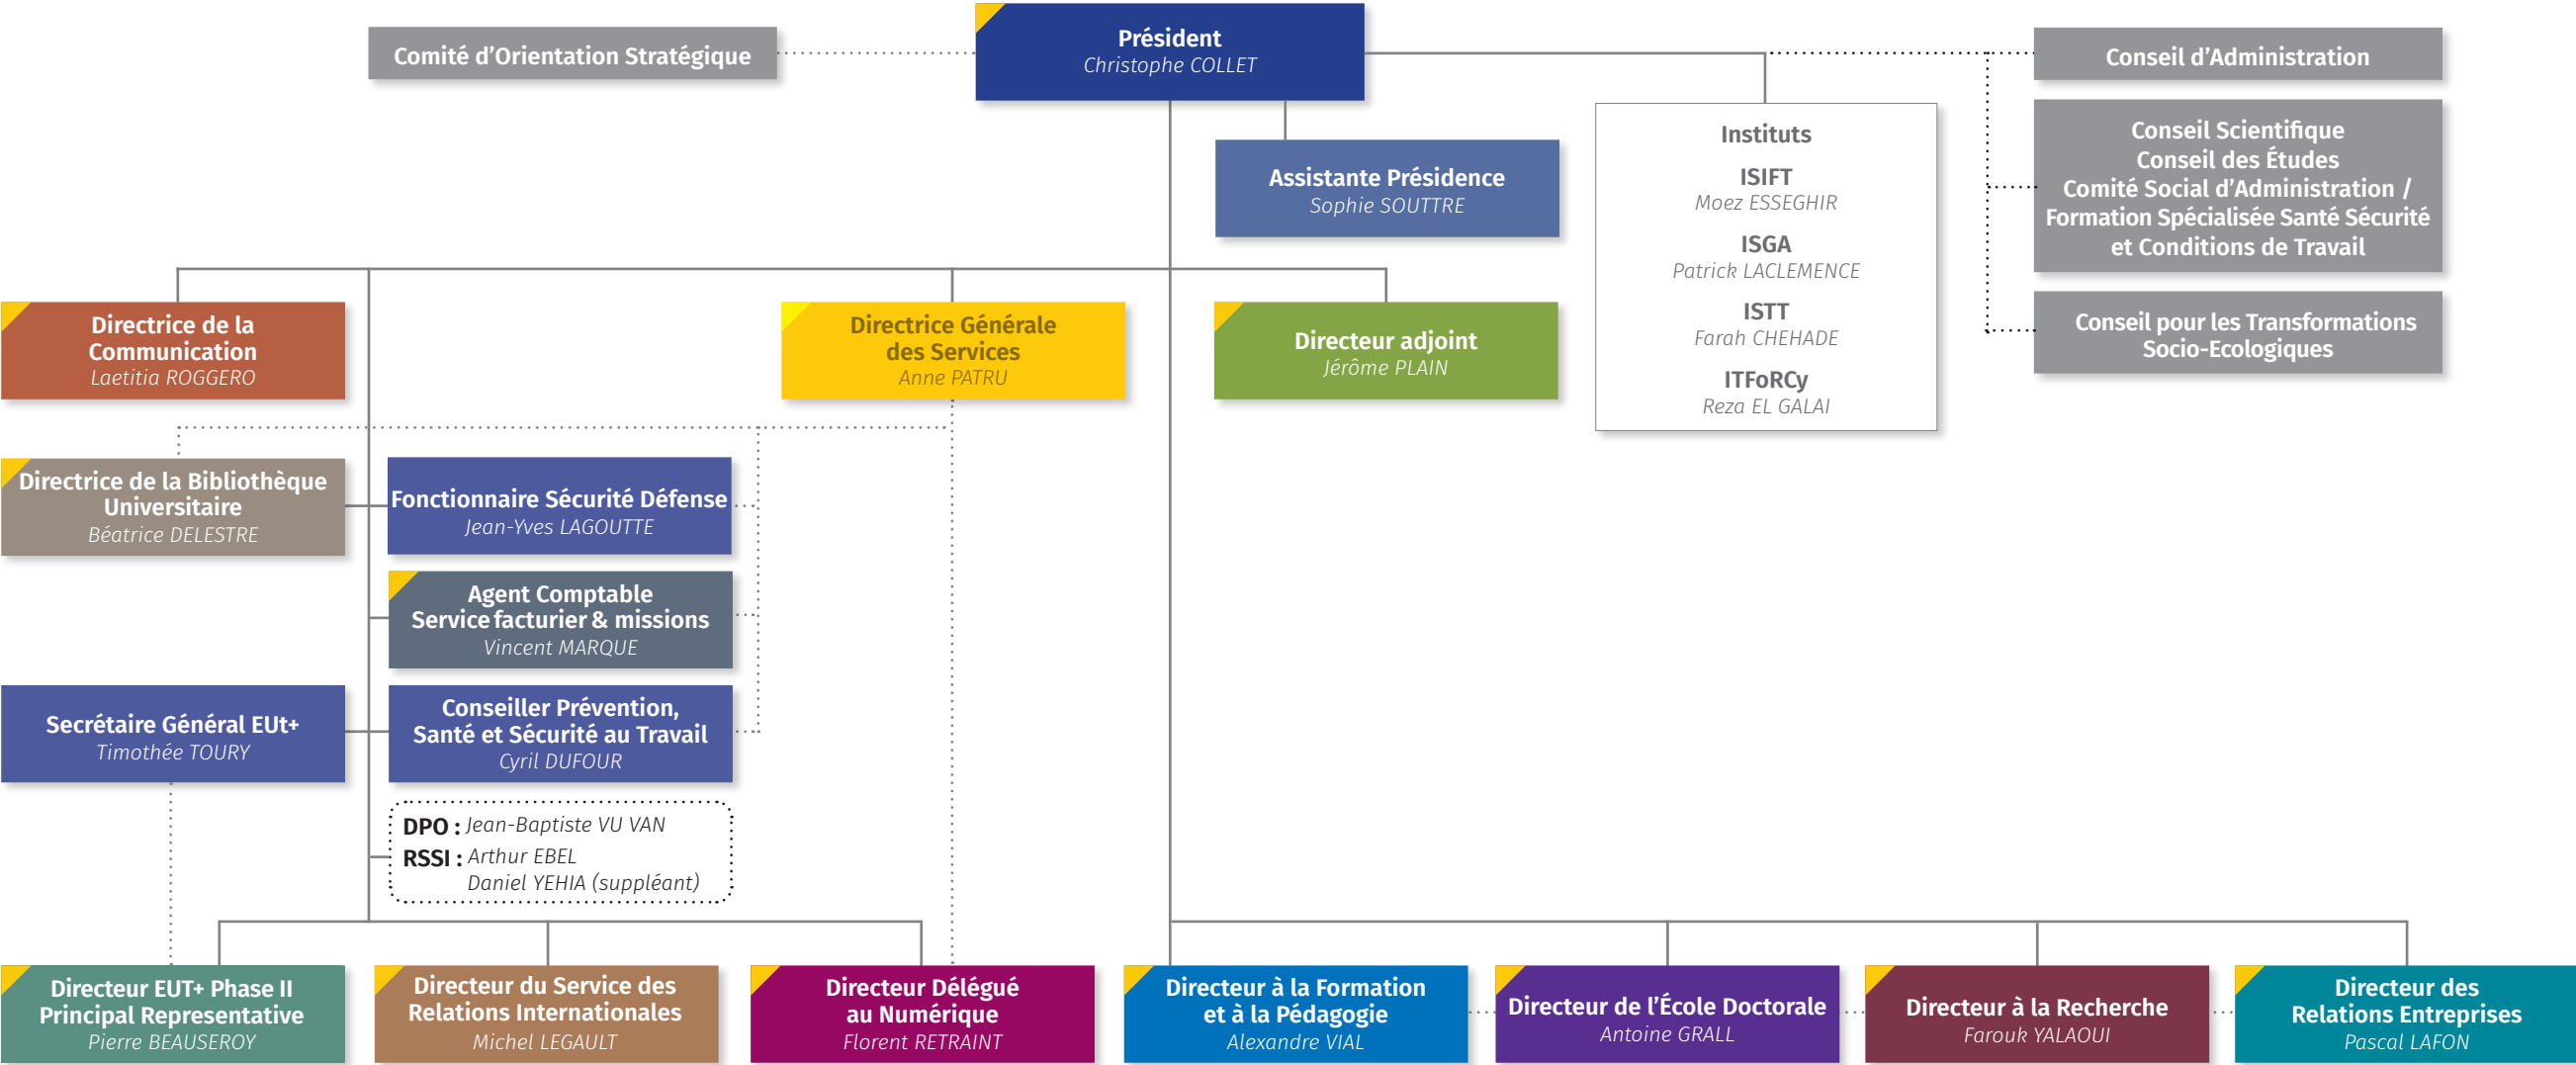 Comité d’Orientation Stratégique
Président
Christophe COLLET
Conseil d’Administration
Conseil Scientifique
Conseil des Études
Comité Social d’Administration /
Formation Spécialisée Santé Sécurité
et Conditions de Travail
Conseil pour les Transformations
Socio-Ecologiques
Assistante Présidence
Sophie SOUTTRE
Instituts
ISIFT
Moez ESSEGHIR
ISGA
Patrick LACLEMENCE
ISTT
Farah CHEHADE
ITFoRCy
Reza EL GALAI
Directrice de la
Communication
Laetitia ROGGERO
Directrice Générale
des Services
Anne PATRU
Directeur adjoint
Jérôme PLAIN
Directrice de la Bibliothèque
Universitaire
Béatrice DELESTRE
Fonctionnaire Sécurité Défense
Jean-Yves LAGOUTTE
Agent Comptable
Service facturier & missions
Vincent MARQUE
Secrétaire Général EUt+
Timothée TOURY
Conseiller Prévention,
Santé et Sécurité au Travail
Cyril DUFOUR
DPO : Jean-Baptiste VU VAN
RSSI : Arthur EBEL
Daniel YEHIA (suppléant)
Directeur EUT+ Phase II
Principal Representative
Pierre BEAUSEROY
Directeur du Service des
Relations Internationales
Michel LEGAULT
Directeur Délégué
au Numérique
Florent RETRAINT
Directeur à la Formation
et à la Pédagogie
Alexandre VIAL
Directeur de l’École Doctorale
Antoine GRALL
Directeur à la Recherche
Farouk YALAOUI
Directeur des
Relations Entreprises
Pascal LAFON